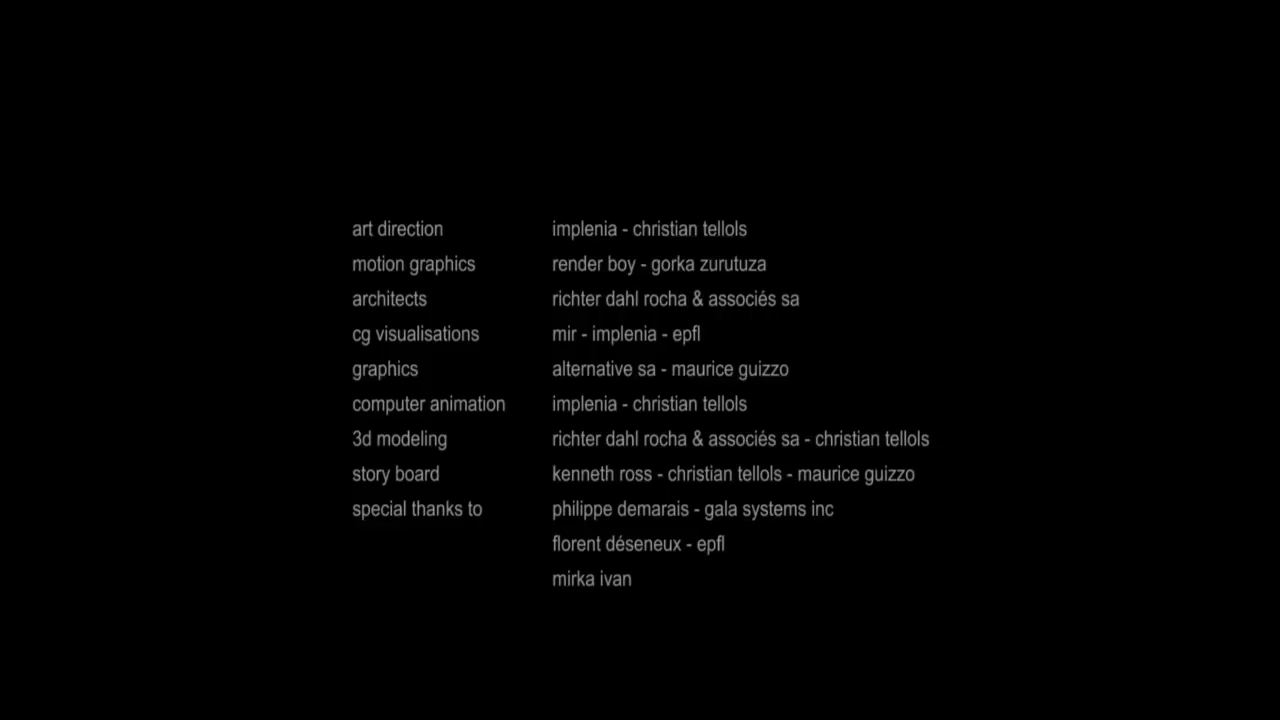 art direction implenia - christian tellols
motion graphics render boy - gorka zurutuza
architects richter dahl rocha & associés sa
cg visualisations mir - implenia - epfl
graphics alternative sa - maurice guizzo
computer animation implenia - christian tellols
3d modeling richter dahl rocha & associés sa - christian tellols
story board kenneth ross - christian tellols - maurice guizzo
special thanks to philippe demarais - gala systems inc
florent déseneux - epfl
mirka ivan